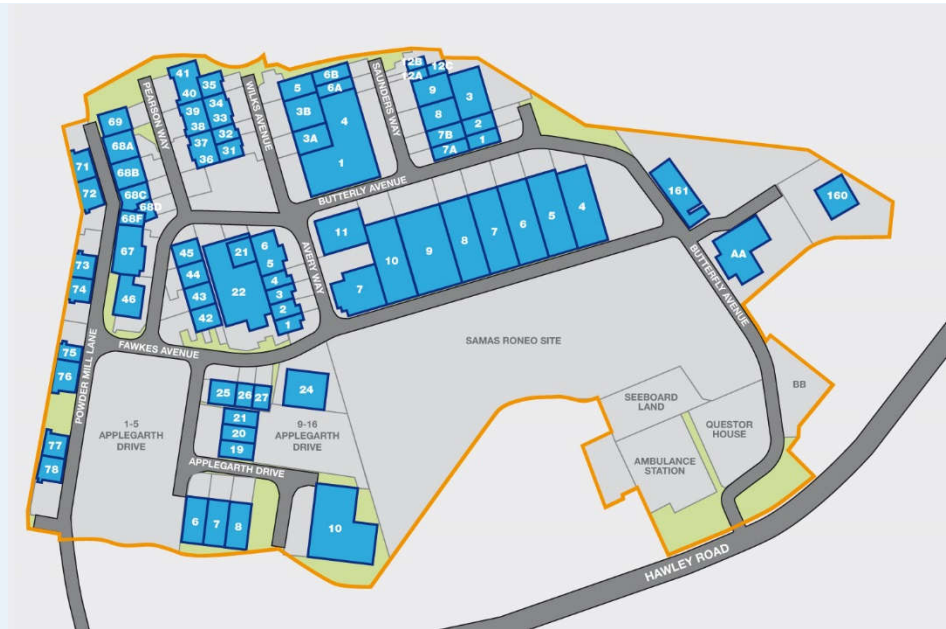 12B
12C
12A
41
35
40
34
39
33
38
32
37
31
36
PEARSON WAY
WILKS AVENUE
5
6B
6A
3B
4
3A
1
SAUNDERS WAY
9
3
8
2
7B
1
7A
69
68A
71
68B
72
68C
68D
68F
67
BUTTERLY AVENUE
161
160
AA
BUTTERFLY AVENUE
11
10
9
8
7
6
5
4
7
AVERY WAY
45
44
43
42
21
22
6
5
4
3
2
1
73
74
46
POWDER MILL LANE
FAWKES AVENUE
SAMAS RONEO SITE
75
76
77
78
25
26
27
24
21
20
19
1-5
APPLEGARTH
DRIVE
9-16
APPLEGARTH
DRIVE
APPLEGARTH DRIVE
6
7
8
10
SEEBOARD
LAND
QUESTOR
HOUSE
BB
AMBULANCE
STATION
HAWLEY ROAD